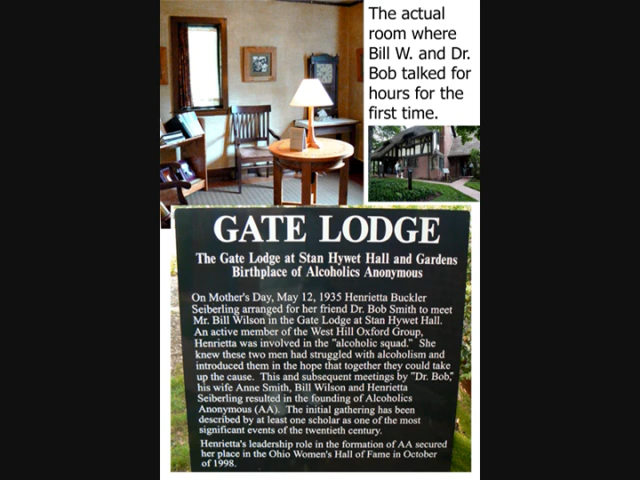 The actual
room where
Bill W. and Dr.
Bob talked for
hours for the
first time.
GATE LODGE
The Gate Lodge at Stan Hywet Hall and Gardens
Birthplace of Alcoholics Anonymous
On Mother's Day, May 12, 1935 Henrietta Buckler
Seiberling arranged for her friend Dr. Bob Smith to meet
Mr. Bill Wilson in the Gate Lodge at Stan Hywet Hall.
An active member of the West Hill Oxford Group,
Henrietta was involved in the "alcoholic squad." She
knew these two men had struggled with alcoholism and
introduced them in the hope that together they could take
up the cause. This and subsequent meetings by "Dr. Bob,"
his wife Anne Smith, Bill Wilson and Henrietta
Seiberling resulted in the founding of Alcoholics
Anonymous (AA). The initial gathering has been
described by at least one scholar as one of the most
significant events of the twentieth century.
Henrietta's leadership role in the formation of AA secured
her place in the Ohio Women's Hall of Fame in October
of 1998.